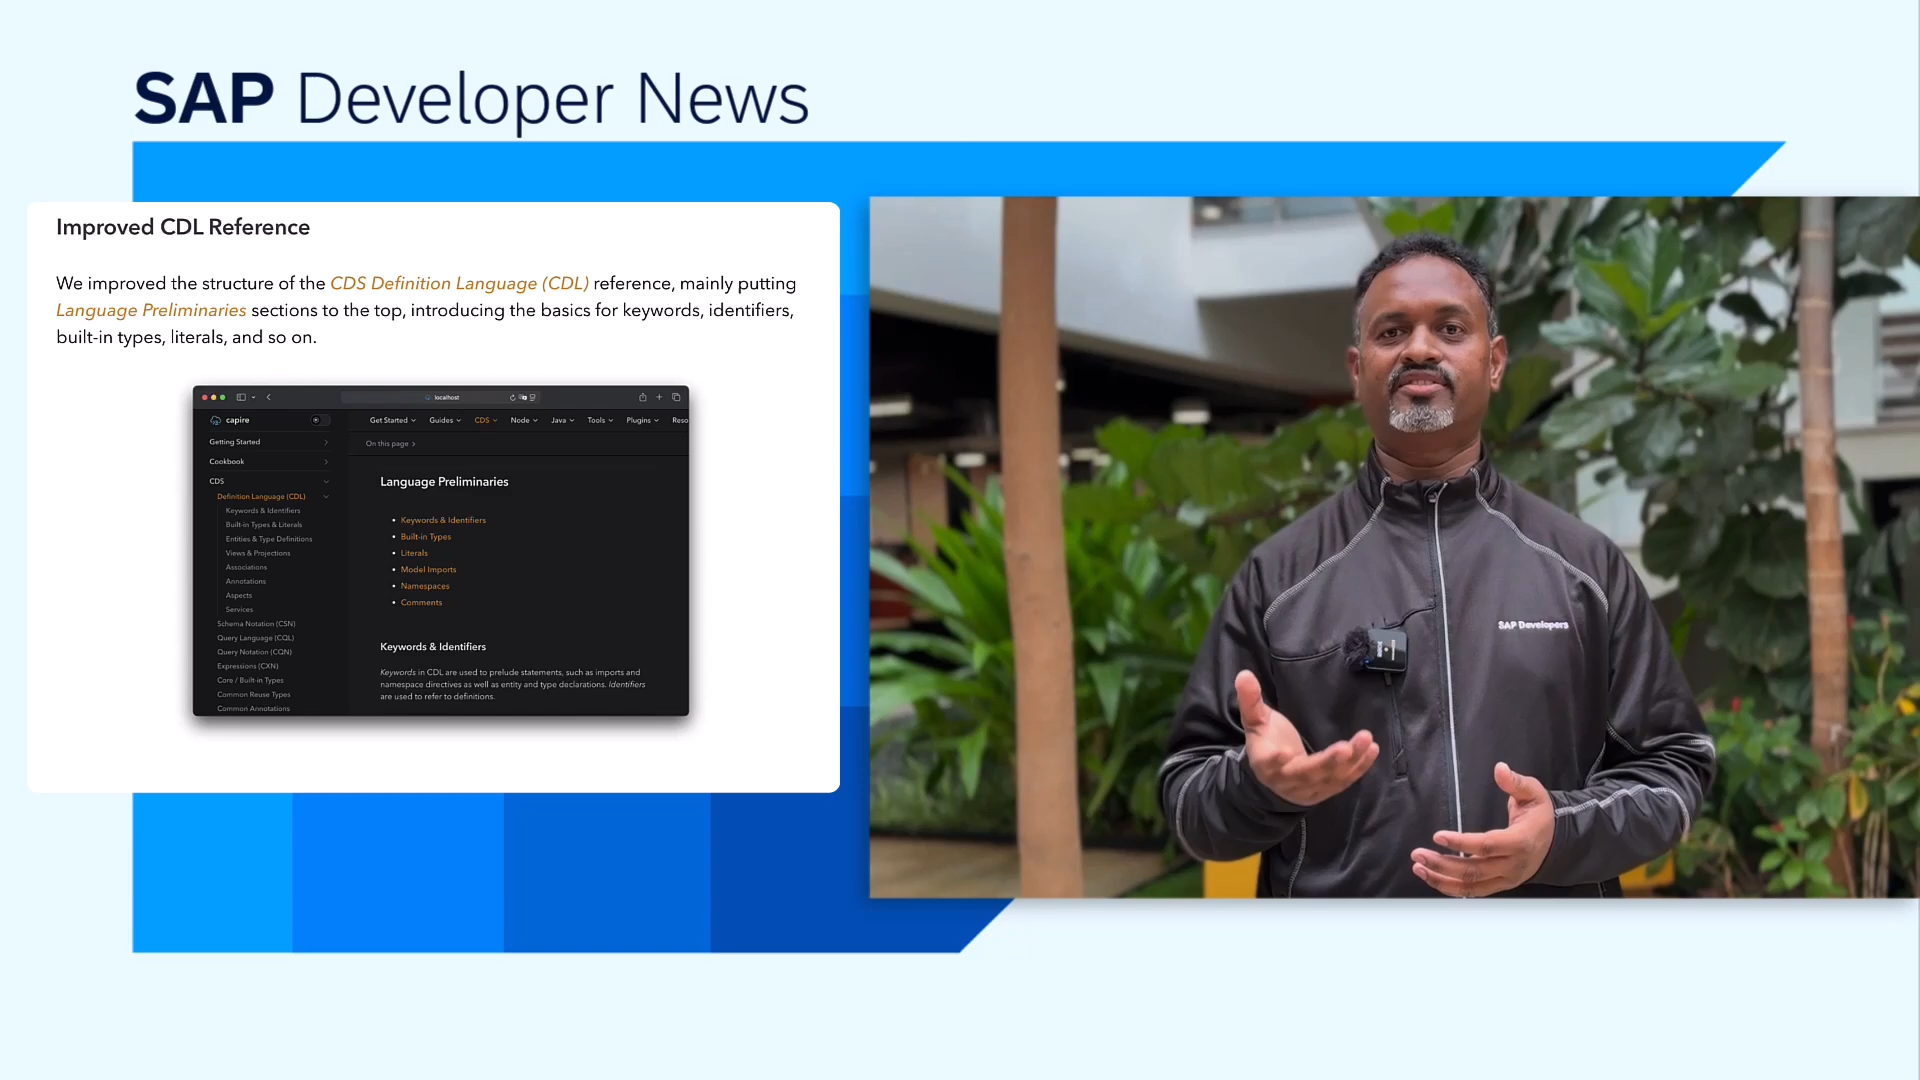 SAP Developer News
Improved CDL Reference
We improved the structure of the CDS Definition Language (CDL) reference, mainly putting
Language Preliminaries sections to the top, introducing the basics for keywords, identifiers,
built-in types, literals, and so on.
localhost
capire
Get Started
Guides
CDS
Node
Java
Tools
Plugins
Reso
On this page
Getting Started
Cookbook
CDS
Definition Language (CDL)
Keywords & Identifiers
Built-in Types & Literals
Entities & Type Definitions
Views & Projections
Associations
Annotations
Aspects
Services
Schema Notation (CSN)
Query Language (CQL)
Query Notation (CQN)
Expressions (CXN)
Core / Built-in Types
Common Reuse Types
Common Annotations
Language Preliminaries
• Keywords & Identifiers
• Built-in Types
• Literals
• Model Imports
• Namespaces
• Comments
Keywords & Identifiers
Keywords in CDL are used to prelude statements, such as imports and
namespace directives as well as entity and type declarations. Identifiers
are used to refer to definitions.
SAP Developers